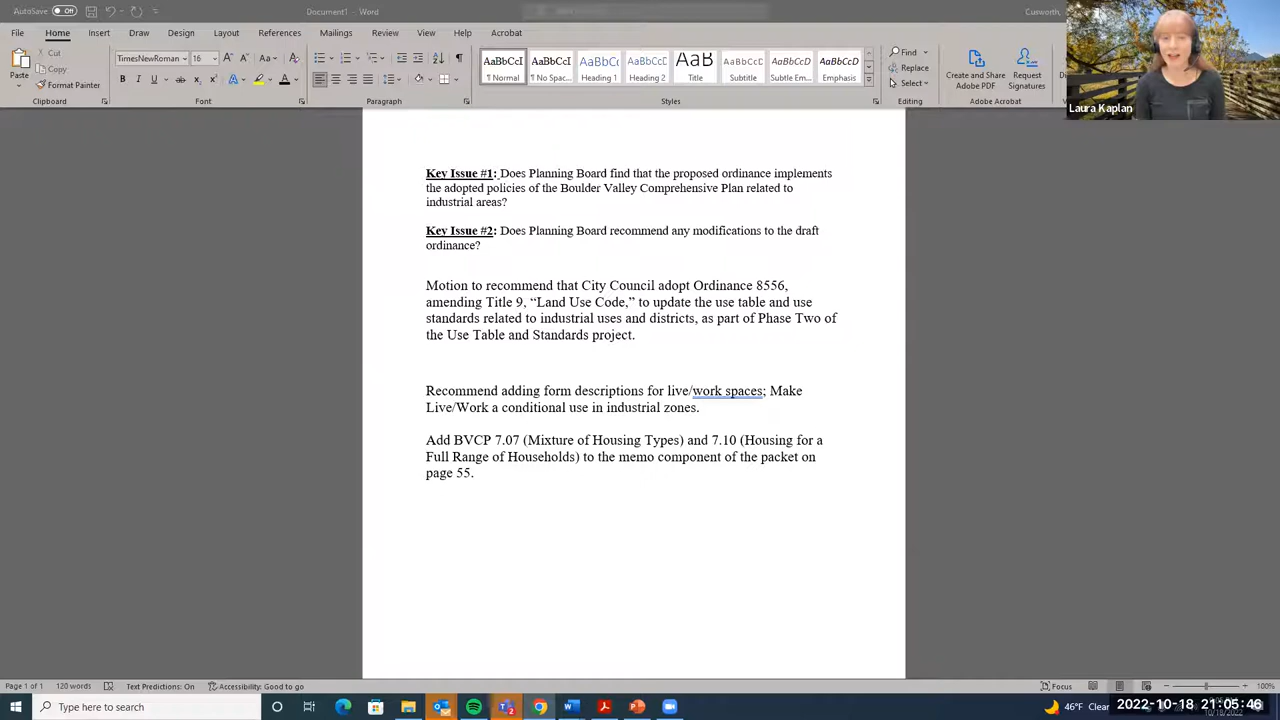 AutoSave
Off
Document1 - Word
Cusworth,
File
Home
Insert
Draw
Design
Layout
References
Mailings
Review
View
Help
Acrobat
Paste
Cut
Copy
Format Painter
Clipboard
TimesNewRoman
16
Font
Paragraph
AaBbCcI
¶ Normal
AaBbCcI
¶ No Spac...
AaBbCcI
Heading 1
AaBbCcD
Heading 2
AaB
Title
AaBbCcD
Subtitle
AaBbCcD
Subtle Em...
AaBbCcD
Emphasis
Styles
Find
Replace
Select
Editing
Create and Share
Adobe PDF
Request
Signatures
Adobe Acrobat
Laura Kaplan
Key Issue #1: Does Planning Board find that the proposed ordinance implements
the adopted policies of the Boulder Valley Comprehensive Plan related to
industrial areas?
Key Issue #2: Does Planning Board recommend any modifications to the draft
ordinance?
Motion to recommend that City Council adopt Ordinance 8556,
amending Title 9, “Land Use Code,” to update the use table and use
standards related to industrial uses and districts, as part of Phase Two of
the Use Table and Standards project.
Recommend adding form descriptions for live/work spaces; Make
Live/Work a conditional use in industrial zones.
Add BVCP 7.07 (Mixture of Housing Types) and 7.10 (Housing for a
Full Range of Households) to the memo component of the packet on
page 55.
Page 1 of 1
120 words
Text Predictions: On
Accessibility: Good to go
Focus
100%
Type here to search
46°F Clear
2022-10-18 21:05:46
10/18/2022